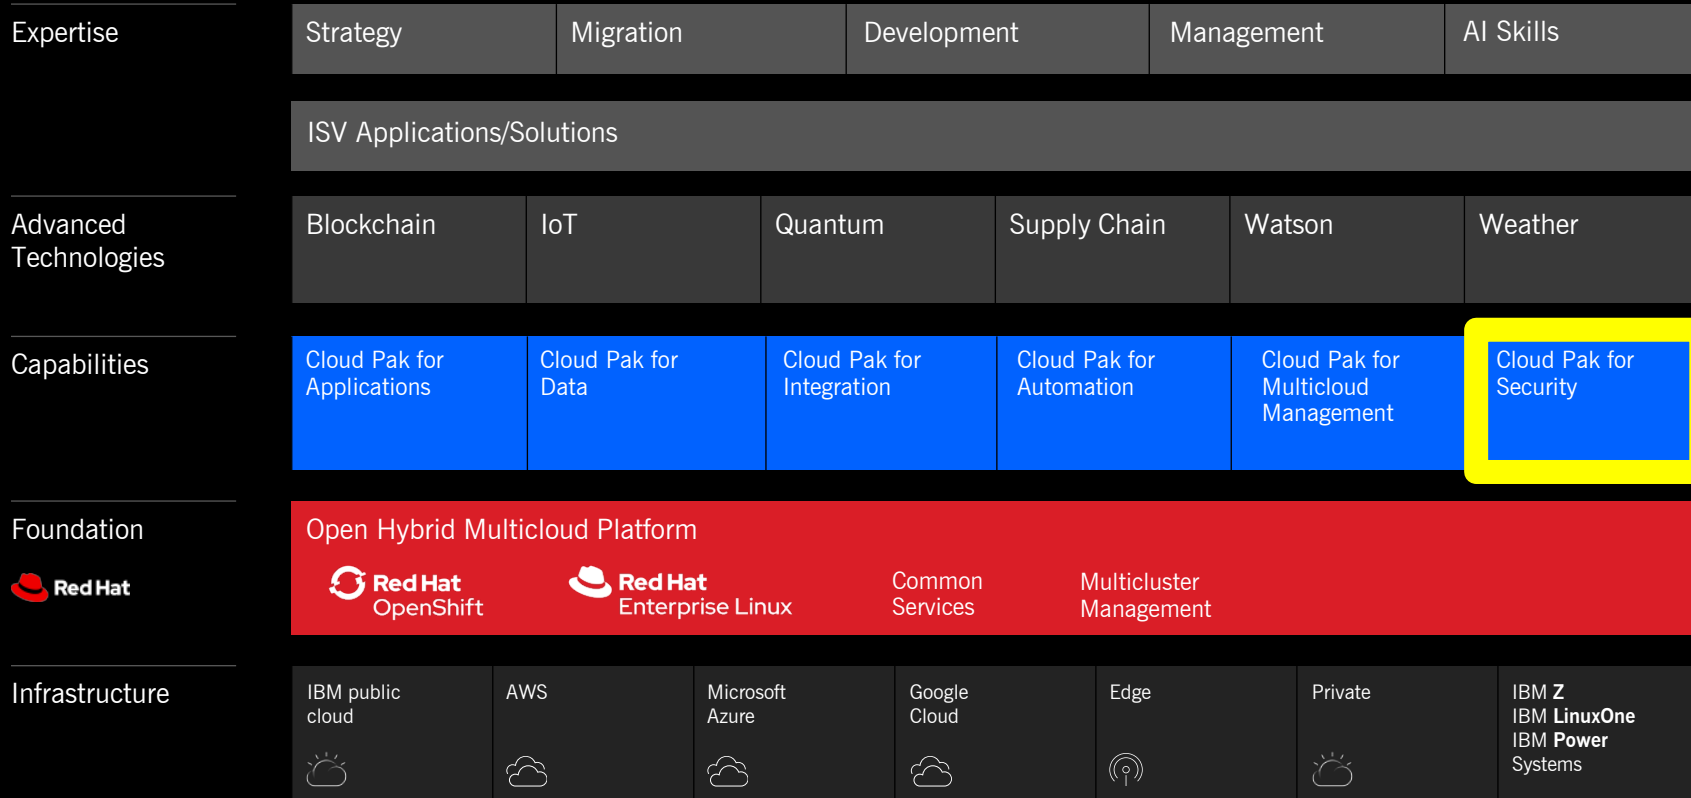 Expertise
Strategy
Migration
Development
Management
AI Skills
ISV Applications/Solutions
Advanced
Technologies
Blockchain
IoT
Quantum
Supply Chain
Watson
Weather
Capabilities
Cloud Pak for
Applications
Cloud Pak for
Data
Cloud Pak for
Integration
Cloud Pak for
Automation
Cloud Pak for
Multicloud
Management
Cloud Pak for
Security
Foundation
Red Hat
Open Hybrid Multicloud Platform
Red Hat
OpenShift
Red Hat
Enterprise Linux
Common
Services
Multicluster
Management
Infrastructure
IBM public
cloud
AWS
Microsoft
Azure
Google
Cloud
Edge
Private
IBM Z
IBM LinuxOne
IBM Power
Systems